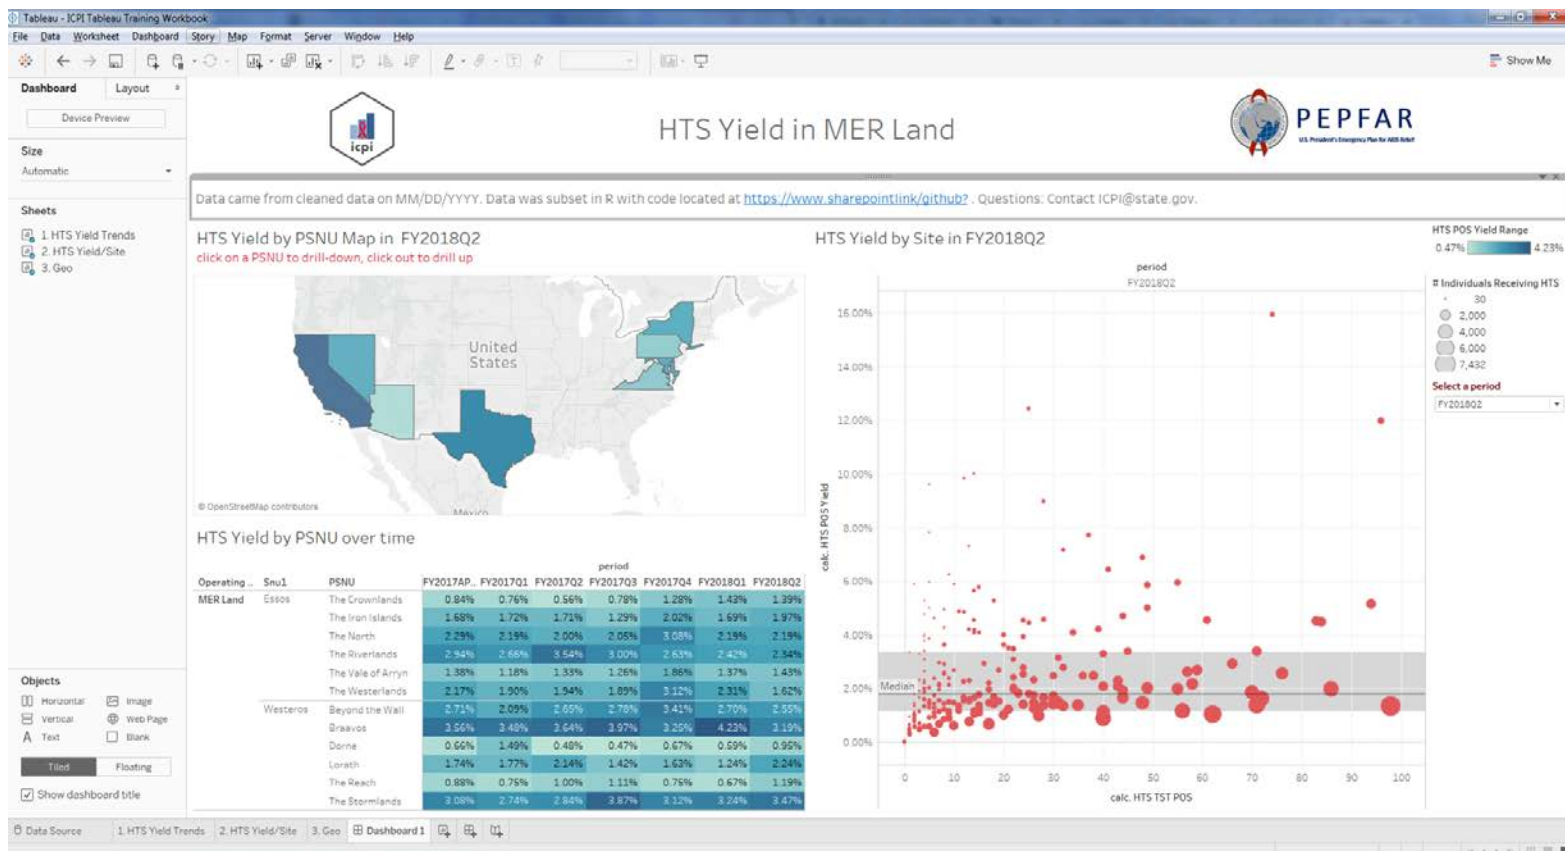 Tableau - ICPI Tableau Training Workbook
File Data Worksheet Dashboard Story Map Format Server Window Help
Show Me
Dashboard Layout
Device Preview
Size
Automatic
Sheets
1. HTS Yield Trends
2. HTS Yield/Site
3. Geo
Objects
Horizontal Image
Vertical Web Page
Text Blank
Tiled Floating
Show dashboard title
icpi
HTS Yield in MER Land
PEPFAR
U.S. President's Emergency Plan for AIDS Relief
Data came from cleaned data on MM/DD/YYYY. Data was subset in R with code located at https://www.sharepointlink/github? . Questions: Contact ICPI@state.gov.
HTS Yield by PSNU Map in FY2018Q2
click on a PSNU to drill-down, click out to drill up
United
States
Mexico
© OpenStreetMap contributors
HTS Yield by PSNU over time
period
Operating .. Snu1 PSNU FY2017AP.. FY2017Q1 FY2017Q2 FY2017Q3 FY2017Q4 FY2018Q1 FY2018Q2
MER Land Essos The Crownlands 0.84% 0.76% 0.56% 0.78% 1.28% 1.43% 1.39%
The Iron Islands 1.68% 1.72% 1.71% 1.29% 2.02% 1.69% 1.97%
The North 2.29% 2.19% 2.00% 2.06% 3.08% 2.19% 2.19%
The Riverlands 2.94% 2.66% 3.54% 3.00% 2.63% 2.42% 2.34%
The Vale of Arryn 1.38% 1.18% 1.33% 1.26% 1.86% 1.37% 1.43%
The Westerlands 2.17% 1.90% 1.94% 1.89% 3.12% 2.31% 1.62%
Westeros Beyond the Wall 2.71% 2.09% 2.65% 2.78% 3.41% 2.70% 2.55%
Braavos 3.56% 3.48% 3.64% 3.97% 3.25% 4.23% 3.19%
Dorne 0.66% 1.49% 0.48% 0.47% 0.67% 0.59% 0.95%
Lorath 1.74% 1.77% 2.14% 1.42% 1.63% 1.24% 2.24%
The Reach 0.88% 0.75% 1.00% 1.11% 0.75% 0.67% 1.19%
The Stormlands 3.08% 2.74% 2.84% 3.87% 3.12% 3.24% 3.47%
HTS Yield by Site in FY2018Q2
period
FY2018Q2
calc. HTS POS Yield
16.00%
14.00%
12.00%
10.00%
8.00%
6.00%
4.00%
2.00%
0.00%
Median
0 10 20 30 40 50 60 70 80 90 100
calc. HTS TST POS
HTS POS Yield Range
0.47% 4.23%
# Individuals Receiving HTS
30
2,000
4,000
6,000
7,432
Select a period
FY2018Q2
Data Source 1. HTS Yield Trends 2. HTS Yield/Site 3. Geo Dashboard 1